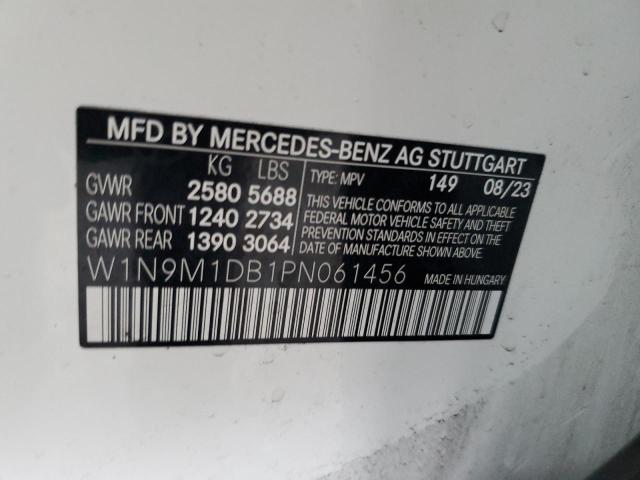 MFD BY MERCEDES-BENZ AG STUTTGART
KG LBS
GVWR 2580 5688
GAWR FRONT 1240 2734
GAWR REAR 1390 3064
TYPE: MPV 149 08/23
THIS VEHICLE CONFORMS TO ALL APPLICABLE
FEDERAL MOTOR VEHICLE SAFETY AND THEFT
PREVENTION STANDARDS IN EFFECT ON THE
DATE OF MANUFACTURE SHOWN ABOVE.
W1N9M1DB1PN061456
MADE IN HUNGARY